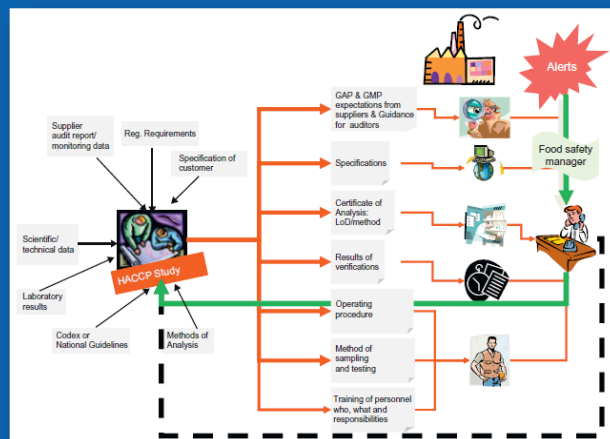 Alerts
GAP & GMP
expectations from
suppliers & Guidance
for auditors
Supplier
audit report/
monitoring data
Reg. Requirements
Specification of
customer
Food safety
manager
Specifications
Certificate of
Analysis:
LoD/method
Scientific/
technical data
HACCP Study
Results of
verifications
Laboratory
results
Operating
procedure
Codex or
National Guidelines
Methods of
Analysis
Method of
sampling
and testing
Training of personnel
who, what and
responsibilities